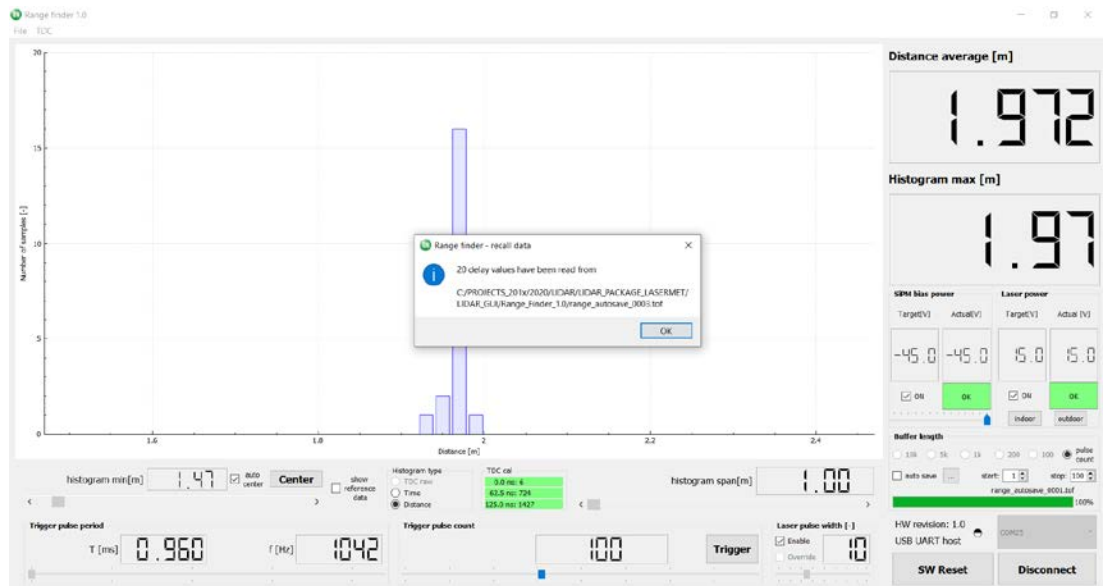 Range finder 1.0
File TDC
20
15
10
5
0
Number of samples [-]
1.6
1.8
2
2.2
2.4
Distance [m]
Range finder - recall data
20 delay values have been read from
C:/PROJECTS_201x/2020/LIDAR/LIDAR_PACKAGE_LASERMET/
LIDAR_GUI/Range_Finder_1.0/range_autosave_0003.tof
OK
Distance average [m]
1.972
Histogram max [m]
1.97
SiPM bias power
Laser power
Target[V] Actual[V] Target[V] Actual [V]
-45.0 -45.0 15.0 15.0
ON OK ON OK
indoor outdoor
Buffer length
10k 5k 1k 200 100 pulse count
auto save ... start: 1 stop: 100
range_autosave_0001.tof
100%
histogram min[m] 1.47 auto center Center show reference data
Histogram type
TDC raw
Time
Distance
TDC cal
0.0 ns: 6
62.5 ns: 724
125.0 ns: 1427
histogram span[m] 1.00
Trigger pulse period
T [ms] 0.960 f [Hz] 1042
Trigger pulse count
100 Trigger
Laser pulse width [-]
Enable
Override
10
HW revision: 1.0
USB UART host
COM25
SW Reset Disconnect